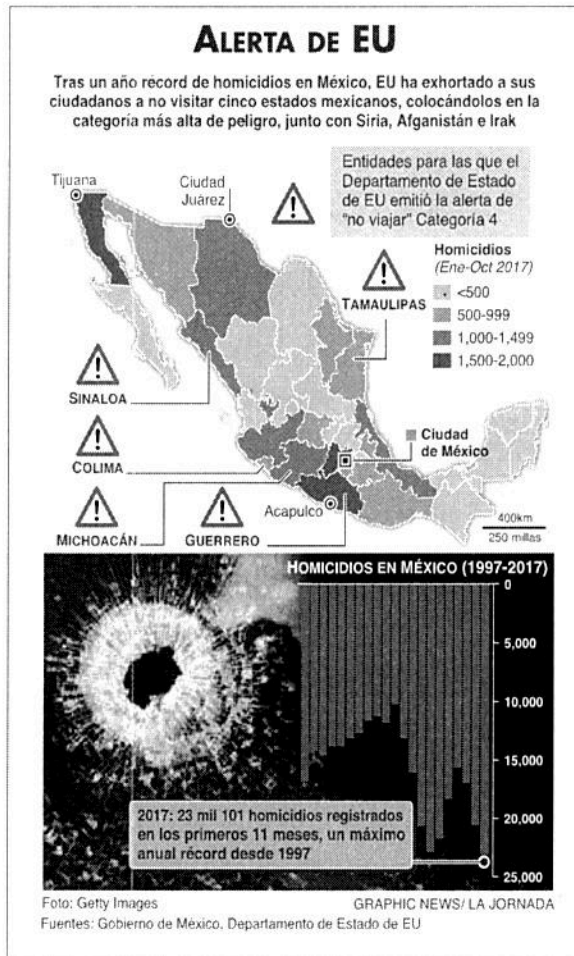 ALERTA DE EU
Tras un año récord de homicidios en México, EU ha exhortado a sus
ciudadanos a no visitar cinco estados mexicanos, colocándolos en la
categoría más alta de peligro, junto con Siria, Afganistán e Irak
Entidades para las que el
Departamento de Estado
de EU emitió la alerta de
"no viajar" Categoría 4
Tijuana
Ciudad
Juárez
Homicidios
(Ene-Oct 2017)
<500
500-999
1,000-1,499
1,500-2,000
TAMAULIPAS
SINALOA
Ciudad
de México
COLIMA
Acapulco
MICHOACÁN
GUERRERO
400km
250 millas
HOMICIDIOS EN MÉXICO (1997-2017)
0
5,000
10,000
15,000
20,000
25,000
2017: 23 mil 101 homicidios registrados
en los primeros 11 meses, un máximo
anual récord desde 1997
Foto: Getty Images
GRAPHIC NEWS/ LA JORNADA
Fuentes: Gobierno de México, Departamento de Estado de EU